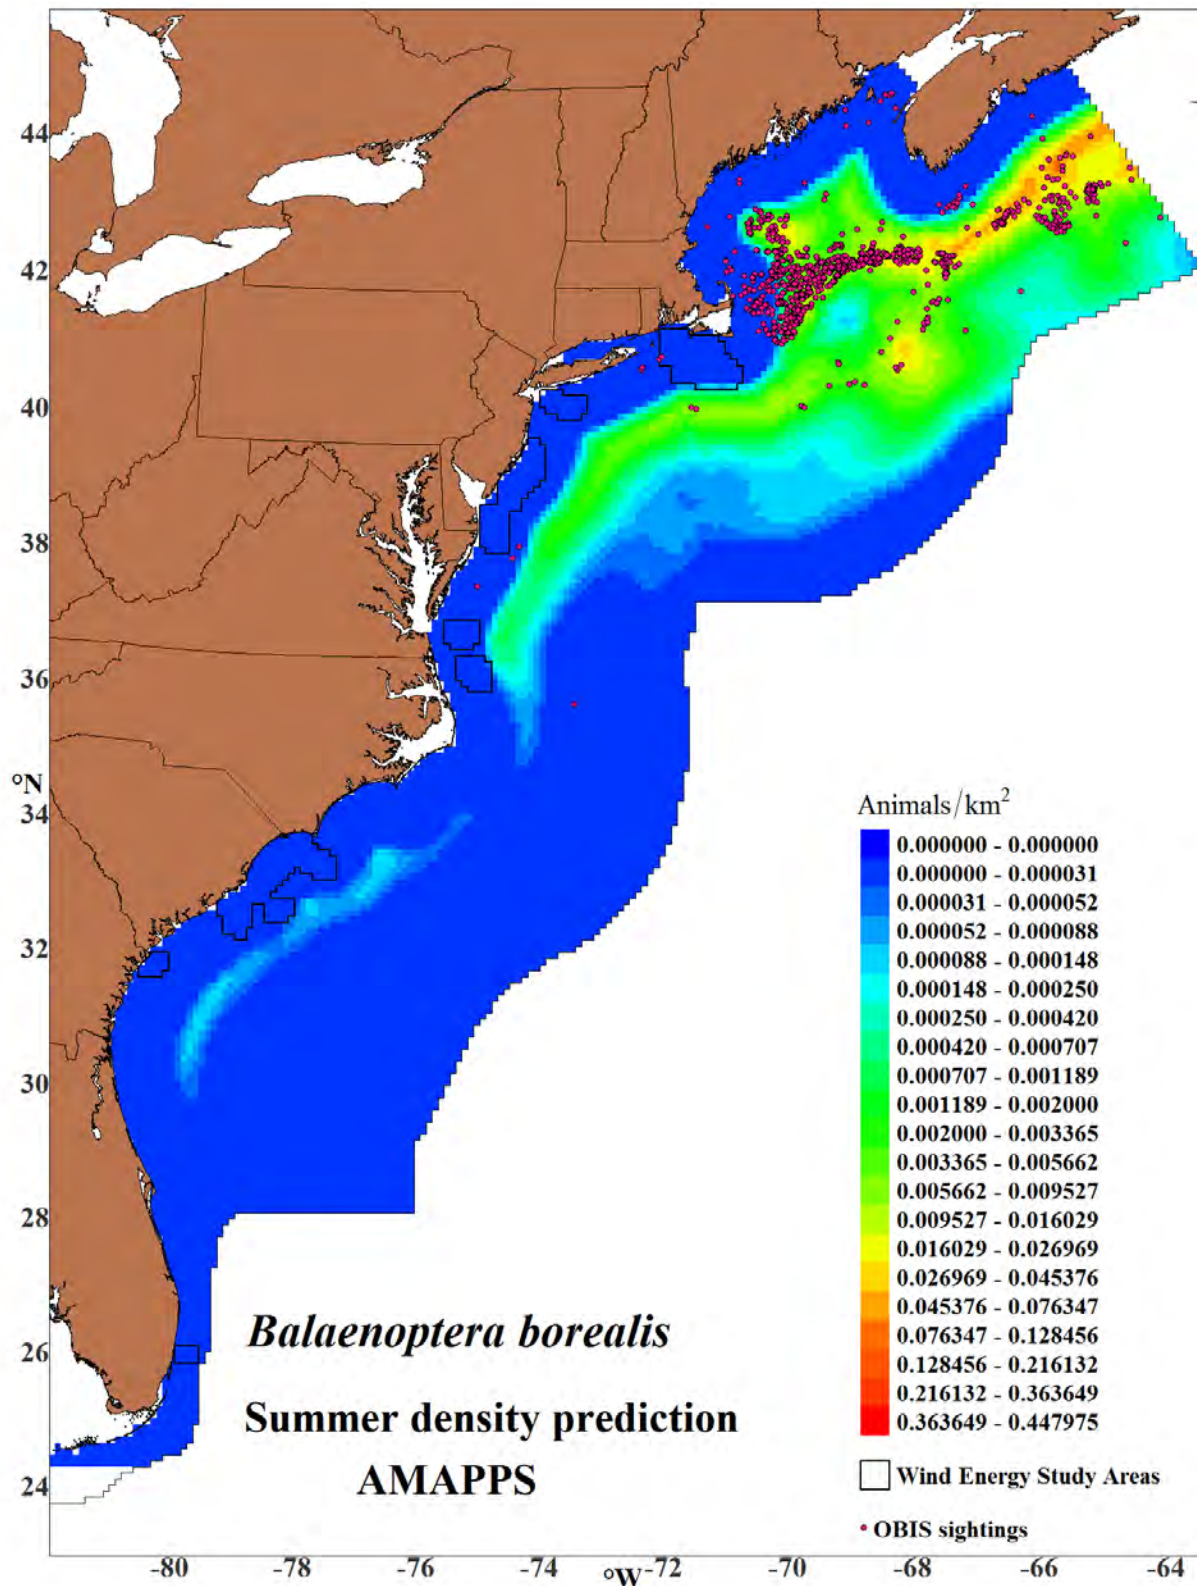 44
42
40
38
36
°N
34
32
30
28
26
24
Animals/km²
0.000000 - 0.000000
0.000000 - 0.000031
0.000031 - 0.000052
0.000052 - 0.000088
0.000088 - 0.000148
0.000148 - 0.000250
0.000250 - 0.000420
0.000420 - 0.000707
0.000707 - 0.001189
0.001189 - 0.002000
0.002000 - 0.003365
0.003365 - 0.005662
0.005662 - 0.009527
0.009527 - 0.016029
0.016029 - 0.026969
0.026969 - 0.045376
0.045376 - 0.076347
0.076347 - 0.128456
0.128456 - 0.216132
0.216132 - 0.363649
0.363649 - 0.447975
Wind Energy Study Areas
OBIS sightings
Balaenoptera borealis
Summer density prediction
AMAPPS
-80 -78 -76 -74 °W -72 -70 -68 -66 -64